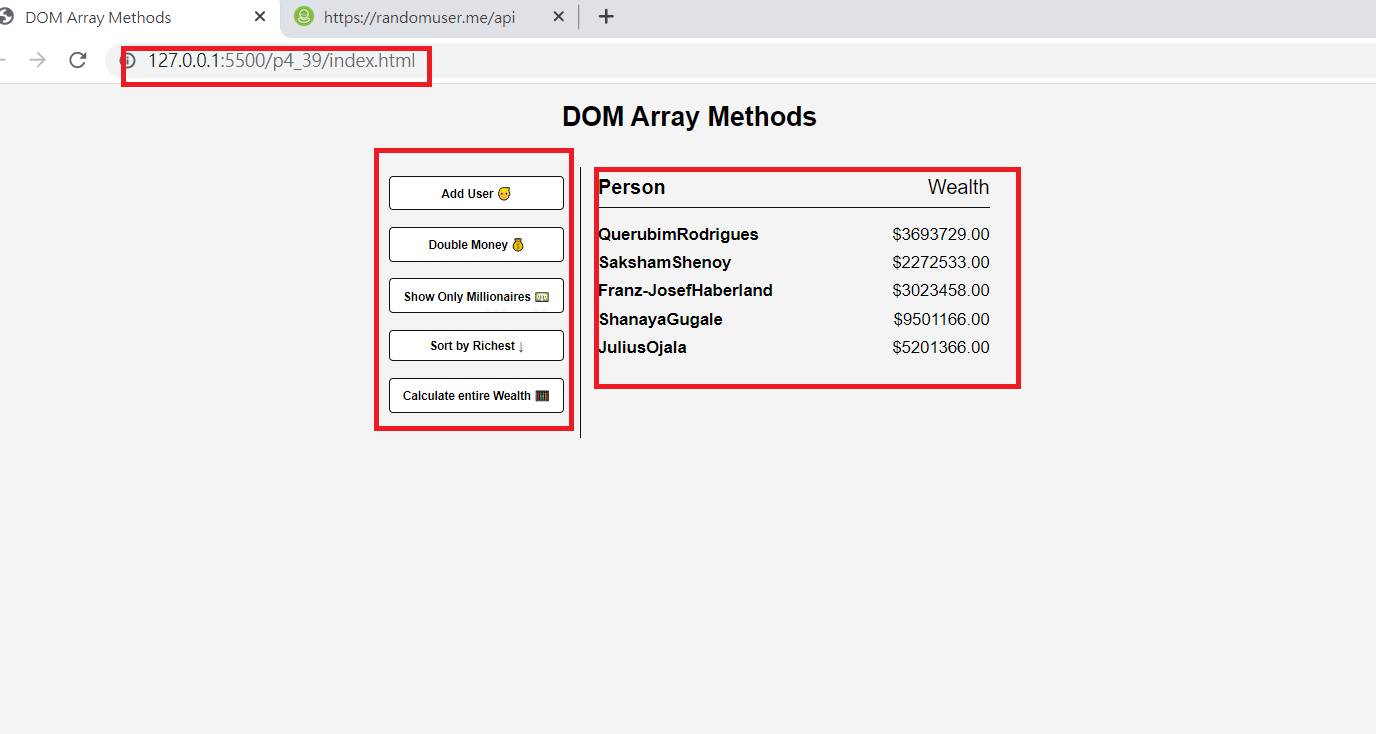 DOM Array Methods
https://randomuser.me/api
127.0.0.1:5500/p4_39/index.html
DOM Array Methods
Add User 
Double Money 
Show Only Millionaires 
Sort by Richest ↓
Calculate entire Wealth 
Person Wealth
QuerubimRodrigues $3693729.00
SakshamShenoy $2272533.00
Franz-JosefHaberland $3023458.00
ShanayaGugale $9501166.00
JuliusOjala $5201366.00